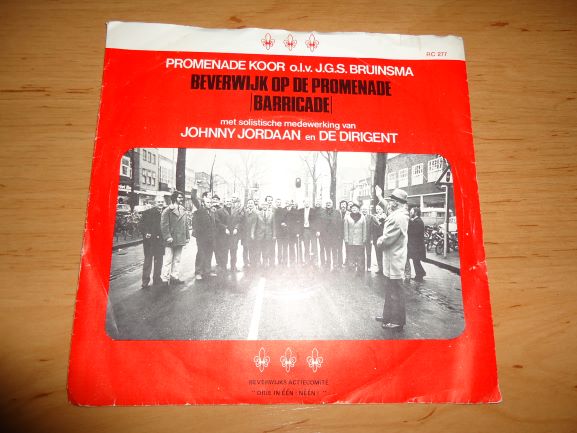 RC 277
PROMENADE KOOR o.l.v. J.G.S. BRUINSMA
BEVERWIJK OP DE PROMENADE
|BARRICADE|
met solistische medewerking van
JOHNNY JORDAAN en DE DIRIGENT
BEVERWIJKS ACTIECOMITÉ
"DRIE IN ÉÉN - NEEN!"